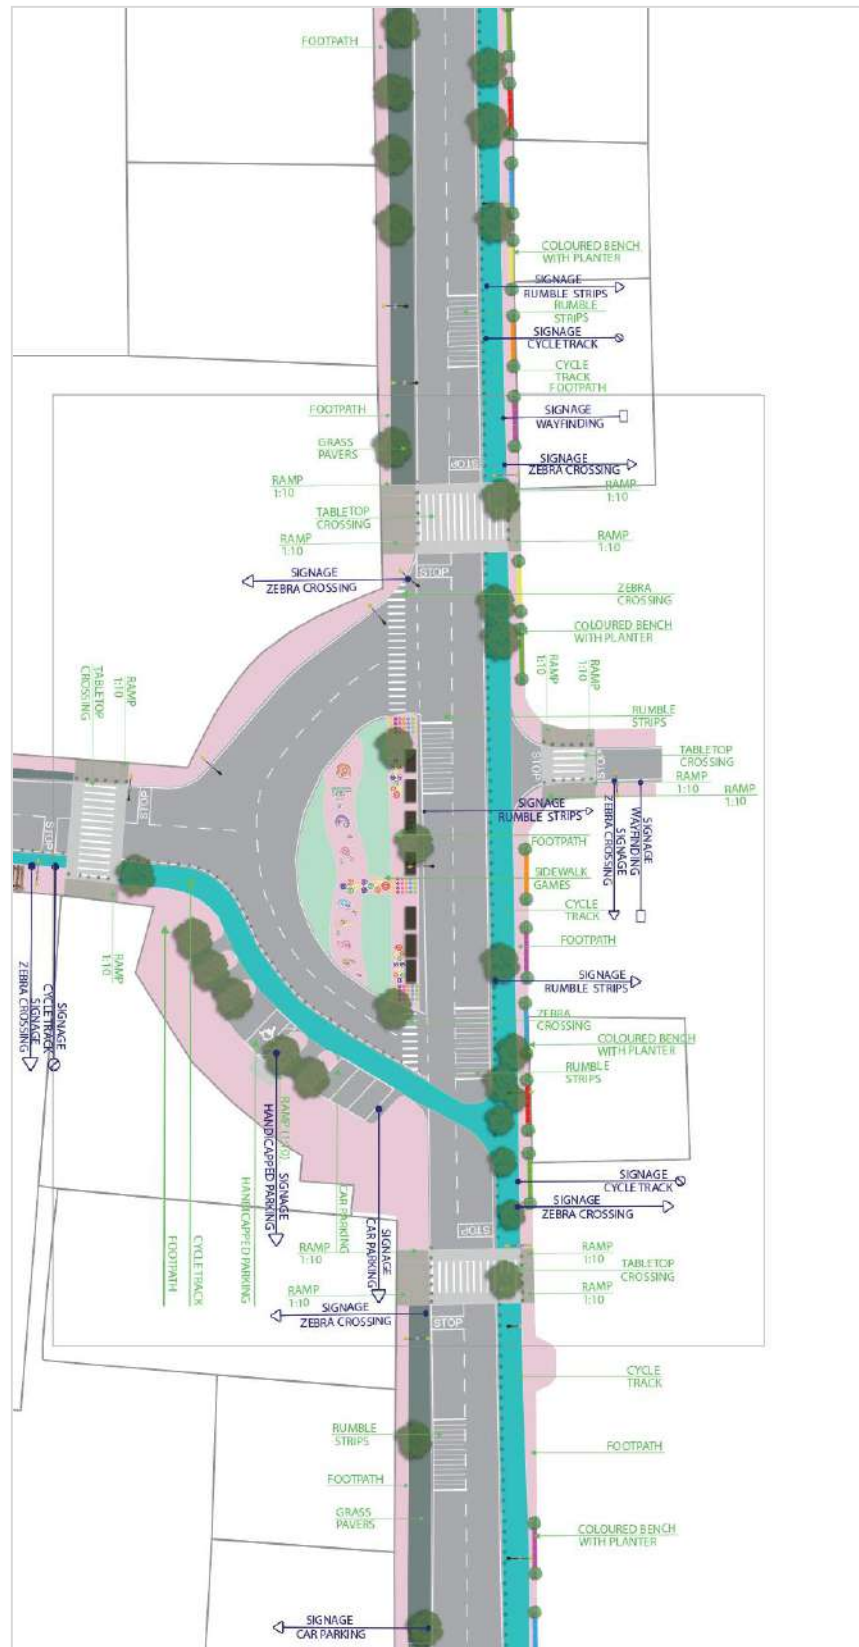 FOOTPATH
COLOURED BENCH
WITH PLANTER
SIGNAGE
RUMBLE STRIPS
RUMBLE
STRIPS
SIGNAGE
CYCLE TRACK
CYCLE
TRACK
FOOTPATH
FOOTPATH
SIGNAGE
WAYFINDING
GRASS
PAVERS
STOP
SIGNAGE
ZEBRA CROSSING
RAMP
1:10
RAMP
1:10
TABLETOP
CROSSING
RAMP
1:10
RAMP
1:10
STOP
SIGNAGE
ZEBRA CROSSING
ZEBRA
CROSSING
COLOURED BENCH
WITH PLANTER
TABLETOP
CROSSING
RAMP
1:10
RAMP
1:10
RAMP
1:10
RUMBLE
STRIPS
TABLETOP
CROSSING
STOP
STOP
RAMP
1:10
RAMP
1:10
STOP
STOP
SIGNAGE
RUMBLE STRIPS
SIGNAGE
ZEBRA CROSSING
SIGNAGE
WAYFINDING
FOOTPATH
SIDEWALK
GAMES
CYCLE
TRACK
FOOTPATH
RAMP
1:10
SIGNAGE
RUMBLE STRIPS
SIGNAGE
ZEBRA CROSSING
SIGNAGE
CYCLE TRACK
ZEBRA
CROSSING
COLOURED BENCH
WITH PLANTER
RUMBLE
STRIPS
FOOTPATH
CYCLE TRACK
HANDICAPPED PARKING
RAMP (1:10)
SIGNAGE
HANDICAPPED PARKING
CAR PARKING
SIGNAGE
CAR PARKING
SIGNAGE
CYCLE TRACK
SIGNAGE
ZEBRA CROSSING
STOP
RAMP
1:10
RAMP
1:10
TABLETOP
CROSSING
RAMP
1:10
RAMP
1:10
SIGNAGE
ZEBRA CROSSING
STOP
CYCLE
TRACK
RUMBLE
STRIPS
FOOTPATH
FOOTPATH
GRASS
PAVERS
COLOURED BENCH
WITH PLANTER
SIGNAGE
CAR PARKING